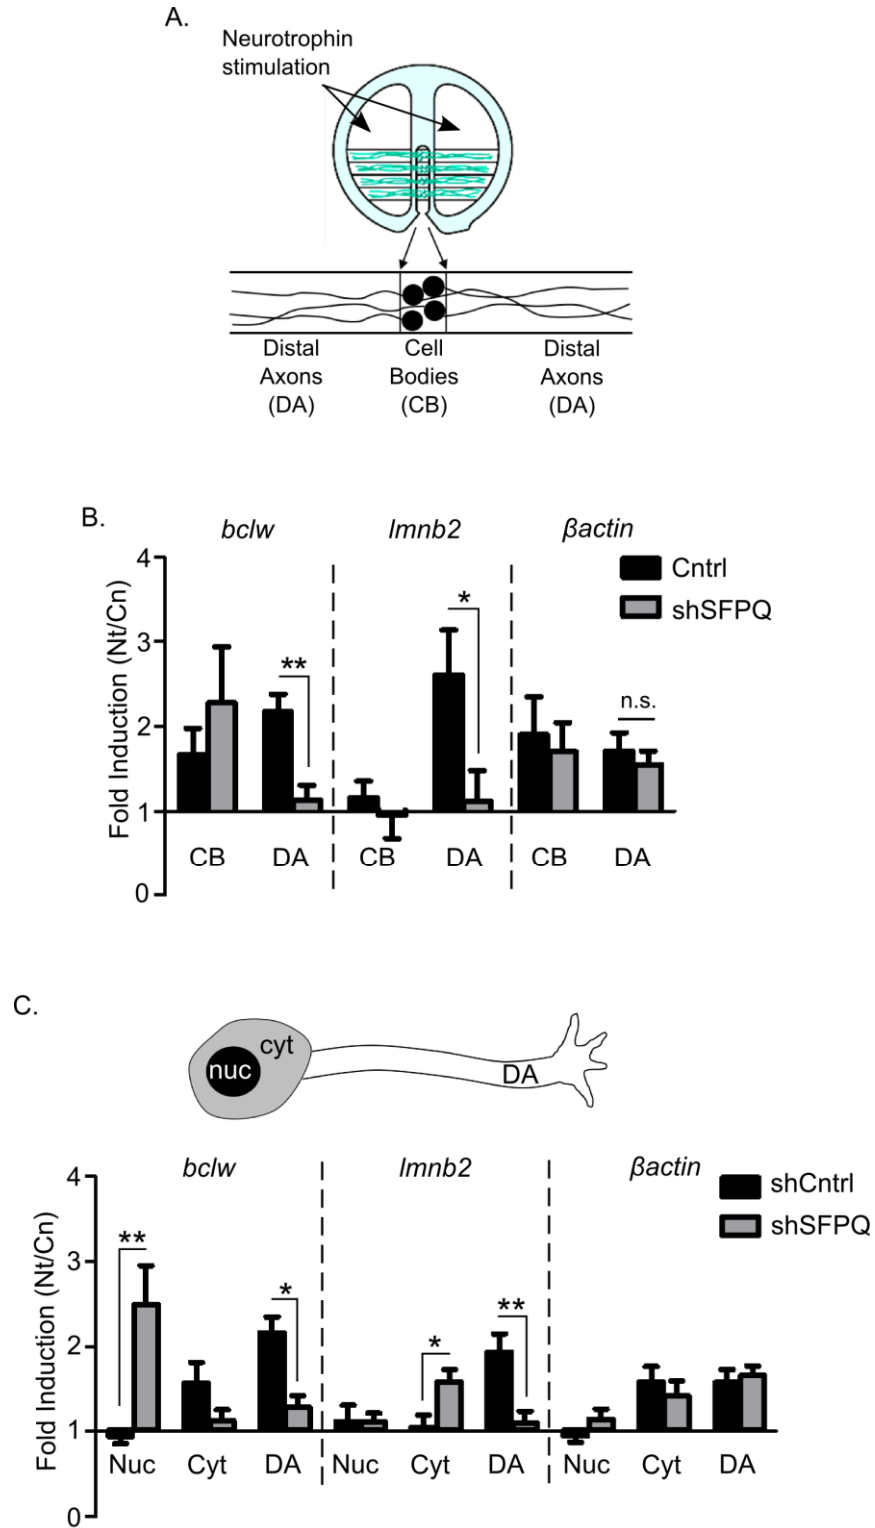 A.
Neurotrophin
stimulation
Distal
Axons
(DA)
Cell
Bodies
(CB)
Distal
Axons
(DA)
B.
bclw
lmnb2
βactin
Cntrl
shSFPQ
Fold Induction (Nt/Cn)
4
3
2
1
0
**
*
n.s.
CB
DA
CB
DA
CB
DA
C.
nuc
cyt
DA
bclw
lmnb2
βactin
shCntrl
shSFPQ
Fold Induction (Nt/Cn)
4
3
2
1
0
**
*
*
**
Nuc
Cyt
DA
Nuc
Cyt
DA
Nuc
Cyt
DA